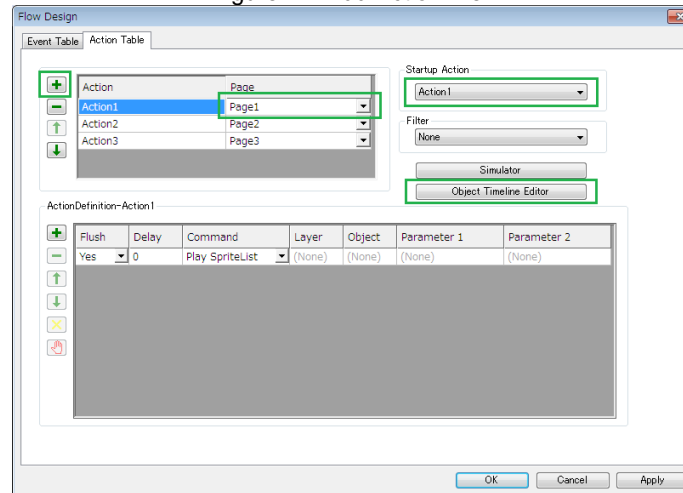 Flow Design
Event Table Action Table
Action Page
Action1 Page1
Action2 Page2
Action3 Page3
Startup Action
Action1
Filter
None
Simulator
Object Timeline Editor
ActionDefinition-Action1
Flush Delay Command Layer Object Parameter 1 Parameter 2
Yes 0 Play SpriteList (None) (None) (None) (None)
OK Cancel Apply